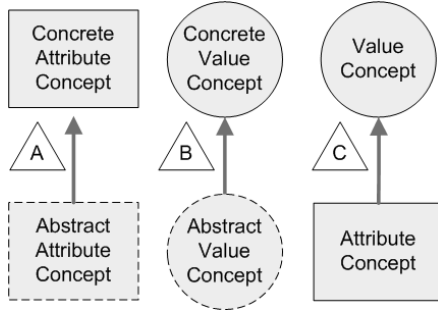 Concrete
Attribute
Concept
Concrete
Value
Concept
Value
Concept
A
B
C
Abstract
Attribute
Concept
Abstract
Value
Concept
Attribute
Concept